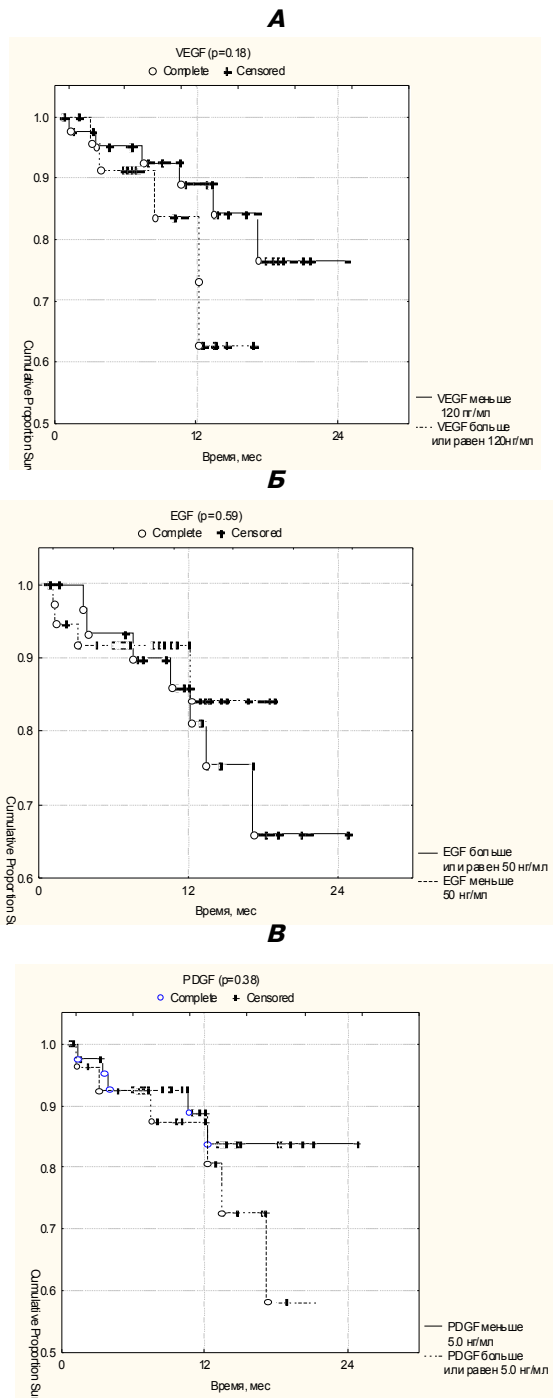 А
VEGF (p=0.18)
Complete Censored
1.0
0.9
0.8
0.7
0.6
0.5
0 12 24
Cumulative Proportion Sur
Время, мес
VEGF меньше
120 пг/мл
VEGF больше
или равен 120нг/мл
Б
EGF (p=0.59)
Complete Censored
1.0
0.9
0.8
0.7
0.6
0 12 24
Cumulative Proportion Su
Время, мес
EGF больше
или равен 50 нг/мл
EGF меньше
50 нг/мл
В
PDGF (p=0.38)
Complete Censored
1.0
0.9
0.8
0.7
0.6
0.5
0 12 24
Cumulative Proportion Sur
Время, мес
PDGF меньше
5.0 нг/мл
PDGF больше
или равен 5.0 нг/мл